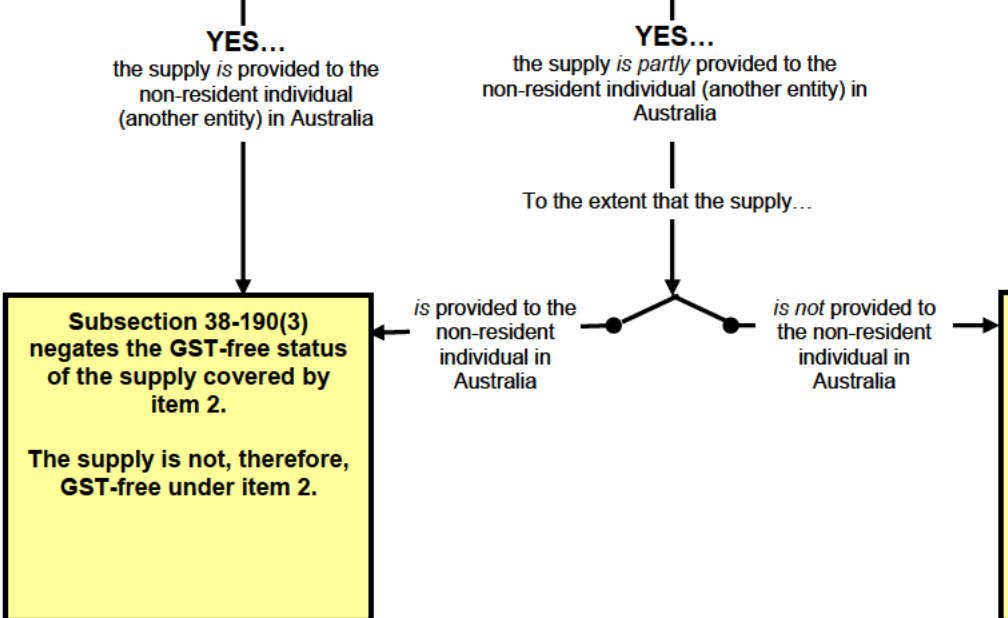 YES…
the supply is provided to the
non-resident individual
(another entity) in Australia
YES…
the supply is partly provided to the
non-resident individual (another entity) in
Australia
To the extent that the supply…
is provided to the
non-resident
individual in
Australia
is not provided to
the non-resident
individual in
Australia
Subsection 38-190(3)
negates the GST-free status
of the supply covered by
item 2.
The supply is not, therefore,
GST-free under item 2.